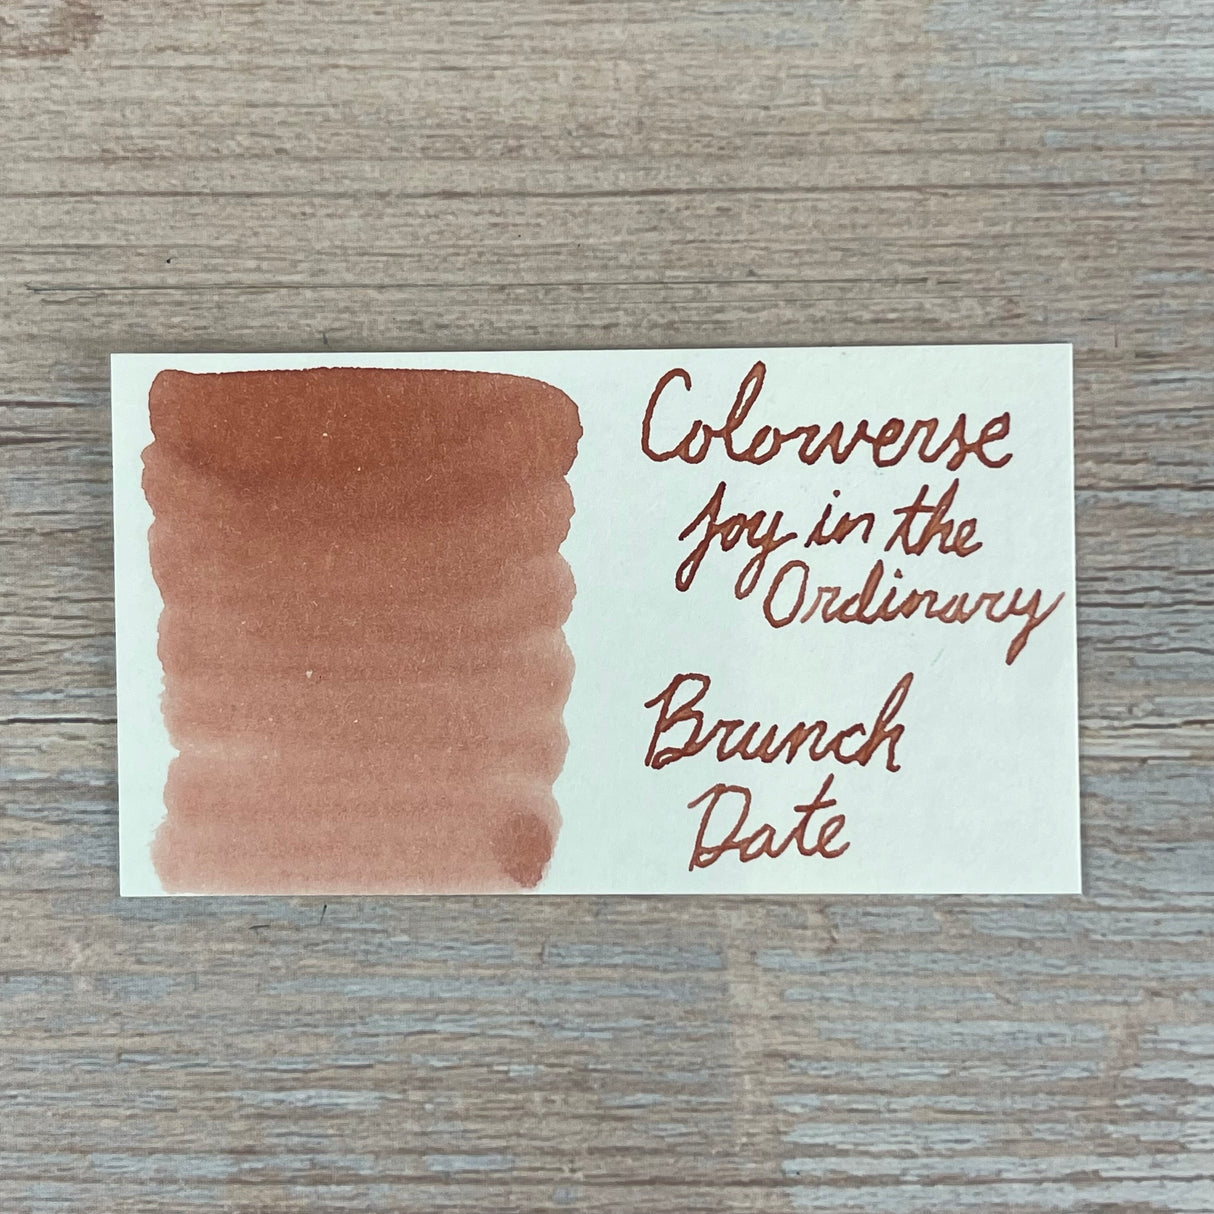 Colorverse
Joy in the
Ordinary
Brunch
Date